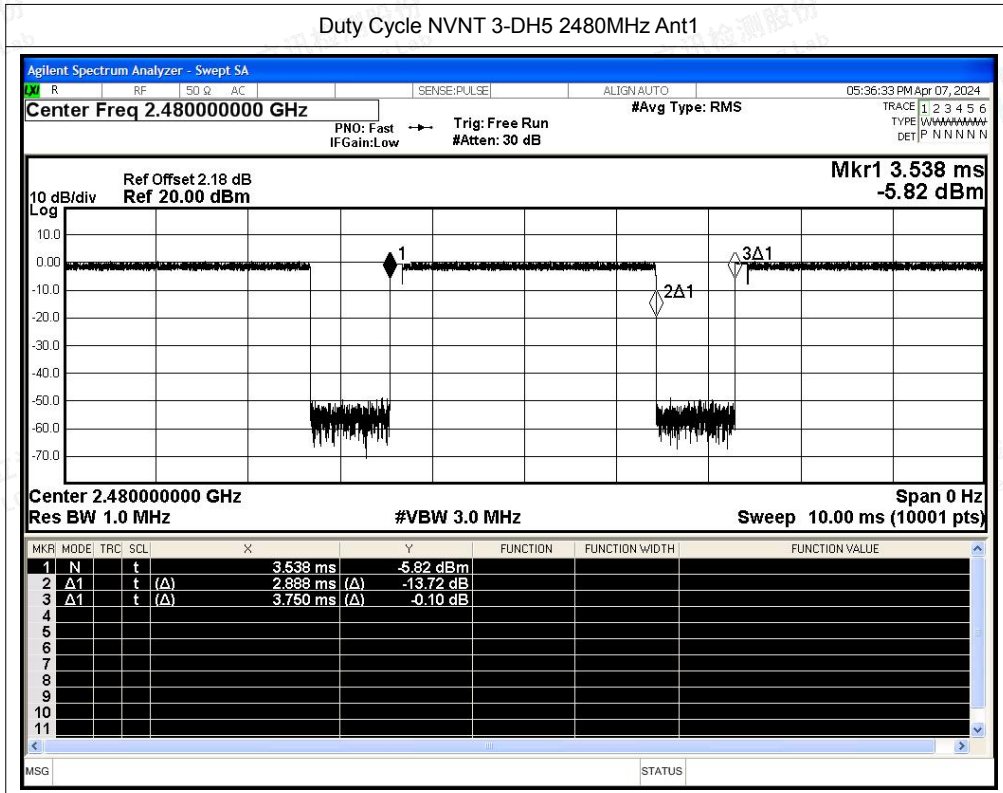 Duty Cycle NVNT 3-DH5 2480MHz Ant1
Agilent Spectrum Analyzer - Swept SA
LXI R RF 50 Ω AC SENSE:PULSE ALIGN AUTO 05:36:33 PM Apr 07, 2024
Center Freq 2.480000000 GHz #Avg Type: RMS TRACE 1 2 3 4 5 6
PNO: Fast Trig: Free Run TYPE WWWWWW
IFGain:Low #Atten: 30 dB DET P N N N N N
Mkr1 3.538 ms
Ref Offset 2.18 dB
10 dB/div Ref 20.00 dBm -5.82 dBm
Log
10.0
1 3Δ1
0.00
2Δ1
-10.0
-20.0
-30.0
-40.0
-50.0
-60.0
-70.0
Center 2.480000000 GHz Span 0 Hz
Res BW 1.0 MHz #VBW 3.0 MHz Sweep 10.00 ms (10001 pts)
MKR MODE TRC SCL X Y FUNCTION FUNCTION WIDTH FUNCTION VALUE
1 N t 3.538 ms -5.82 dBm
2 Δ1 t (Δ) 2.888 ms (Δ) -13.72 dB
3 Δ1 t (Δ) 3.750 ms (Δ) -0.10 dB
4
5
6
7
8
9
10
11
MSG STATUS